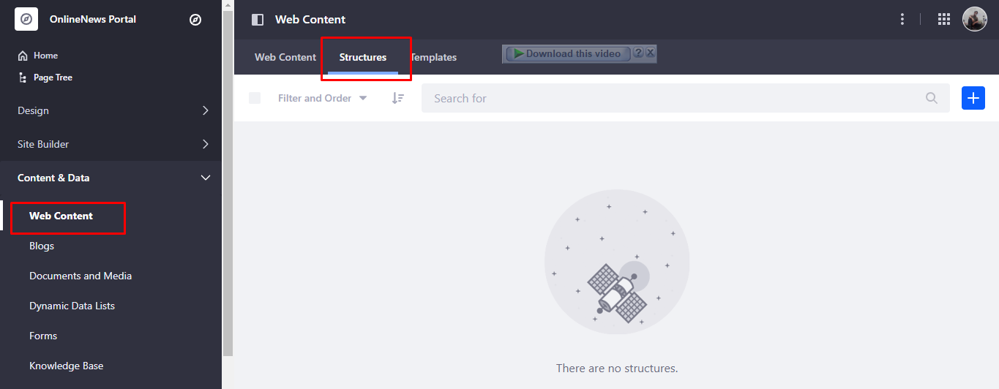 OnlineNews Portal
Home
Page Tree
Design
Site Builder
Content & Data
Web Content
Blogs
Documents and Media
Dynamic Data Lists
Forms
Knowledge Base
Web Content
Web Content Structures Templates
Download this video ? X
Filter and Order
Search for
There are no structures.